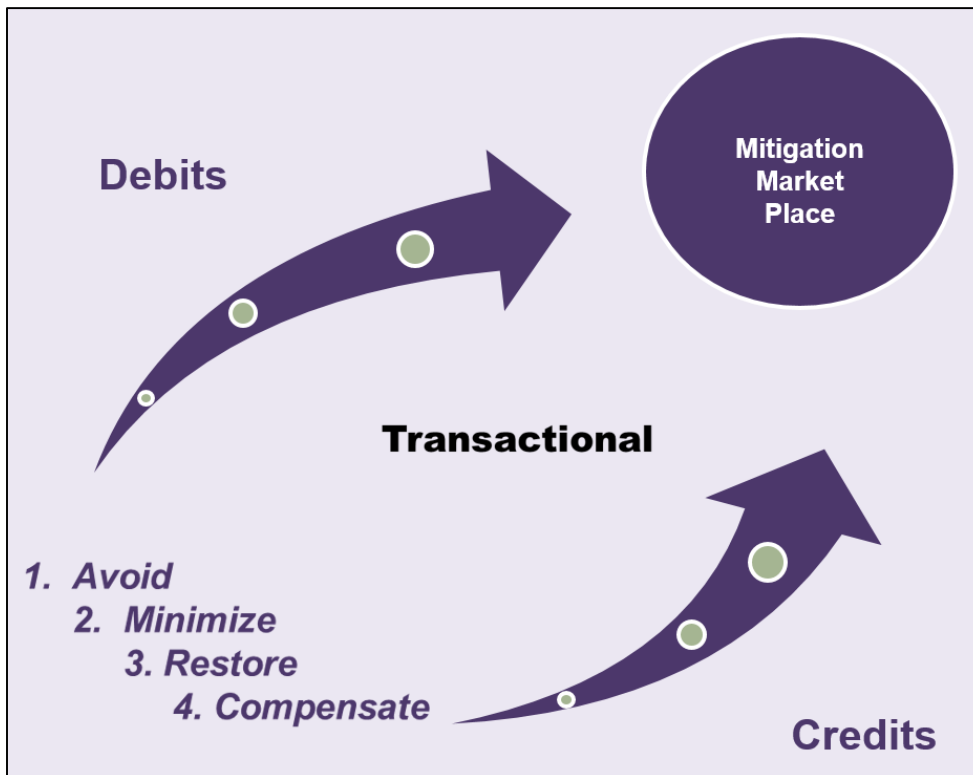 Mitigation
Market
Place
Debits
Transactional
1. Avoid
2. Minimize
3. Restore
4. Compensate
Credits